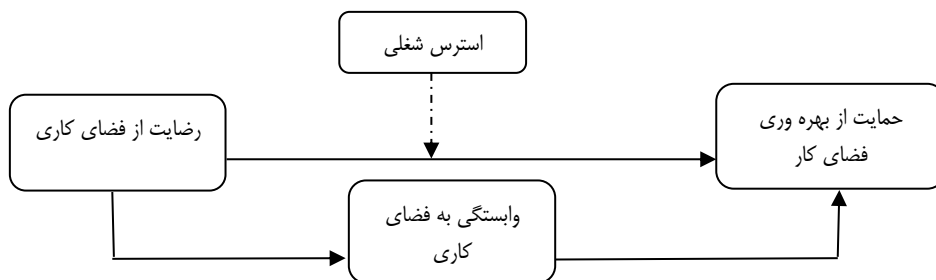 استرس شغلی
رضایت از فضای کاری
حمایت از بهره وری
فضای کار
وابستگی به فضای
کاری